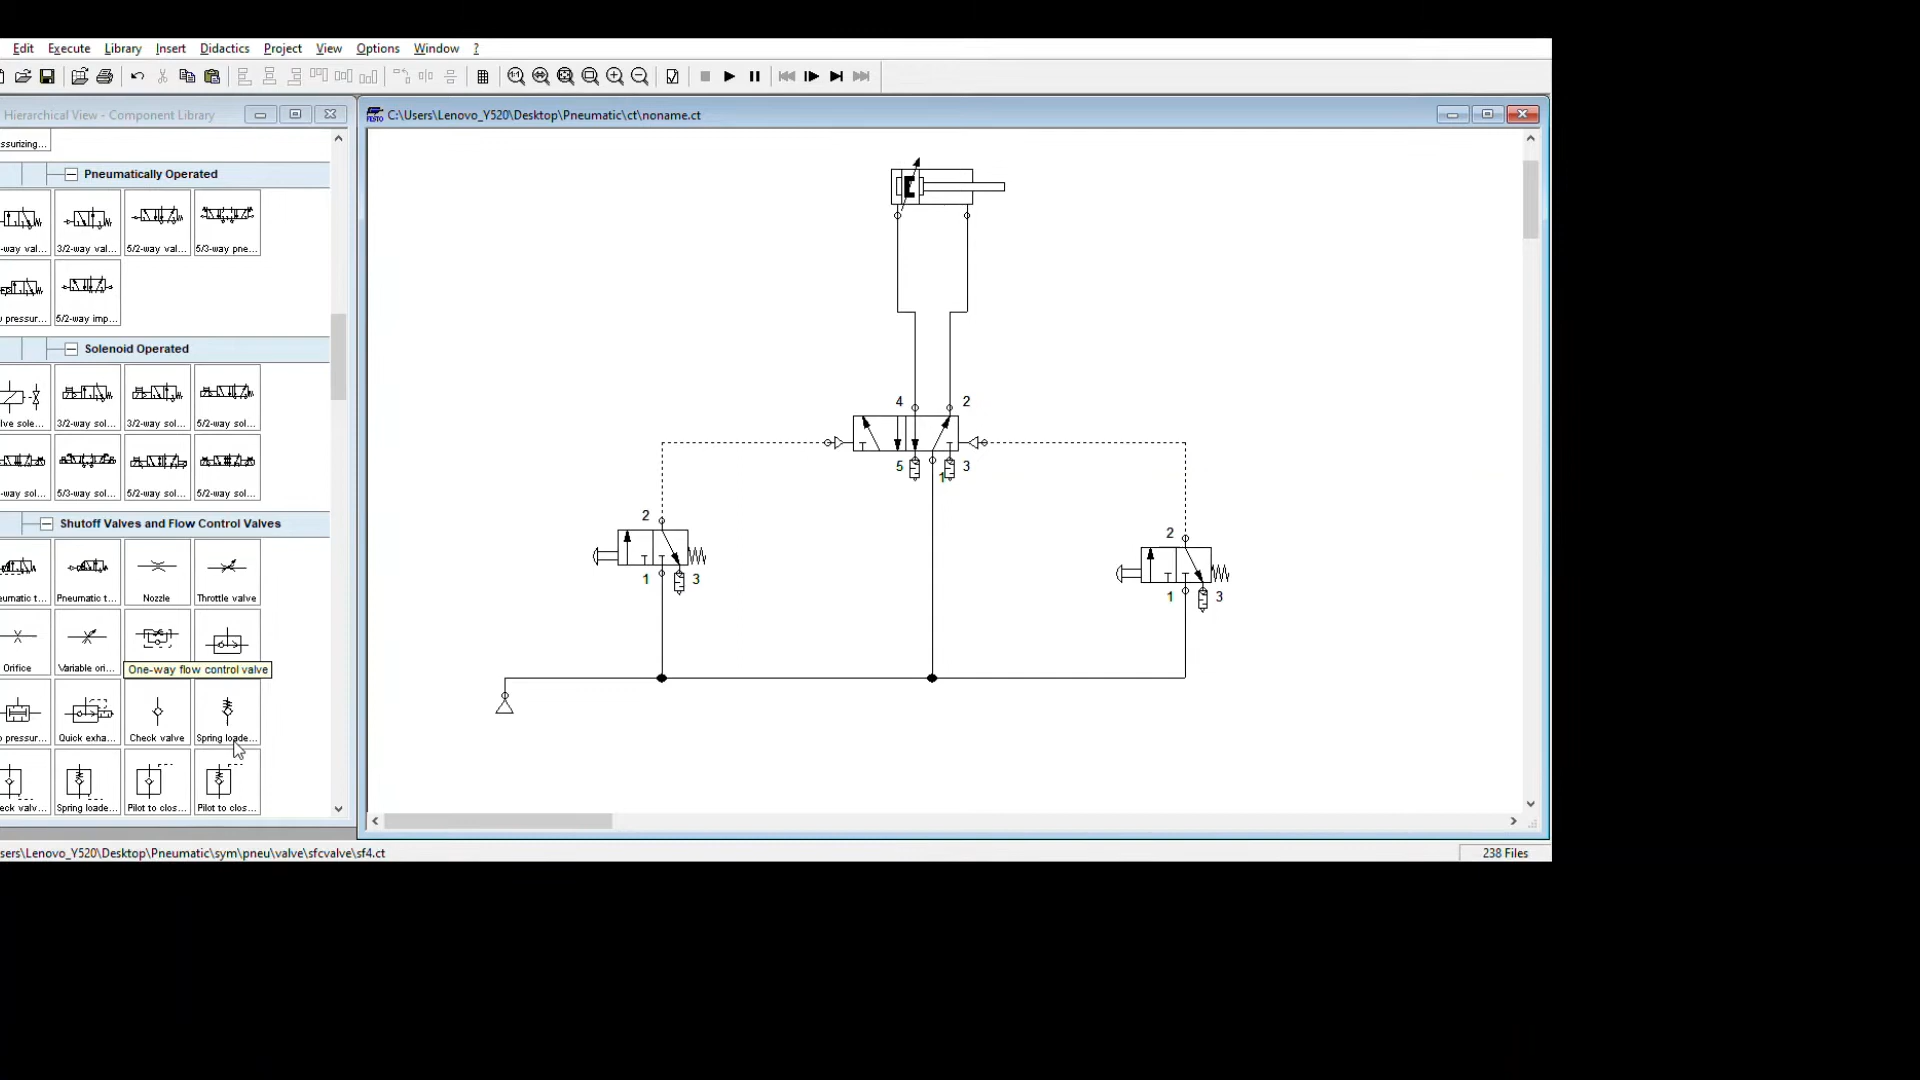 Edit Execute Library Insert Didactics Project View Options Window ?
Hierarchical View - Component Library
C:\Users\Lenovo_Y520\Desktop\Pneumatic\ct\noname.ct
ssurizing...
Pneumatically Operated
-way val... 3/2-way val... 5/2-way val... 5/3-way pne...
pressur... 5/2-way imp...
Solenoid Operated
lve sole... 3/2-way sol... 3/2-way sol... 5/2-way sol...
-way sol... 5/3-way sol... 5/2-way sol... 5/2-way sol...
Shutoff Valves and Flow Control Valves
eumatic t... Pneumatic t... Nozzle Throttle valve
Orifice Variable ori...
One-way flow control valve
pressur... Quick exha... Check valve Spring loade...
eck valv... Spring loade... Pilot to clos... Pilot to clos...
4 2
5 1 3
2
1 3
2
1 3
sers\Lenovo_Y520\Desktop\Pneumatic\sym\pneu\valve\sfcvalve\sf4.ct
238 Files